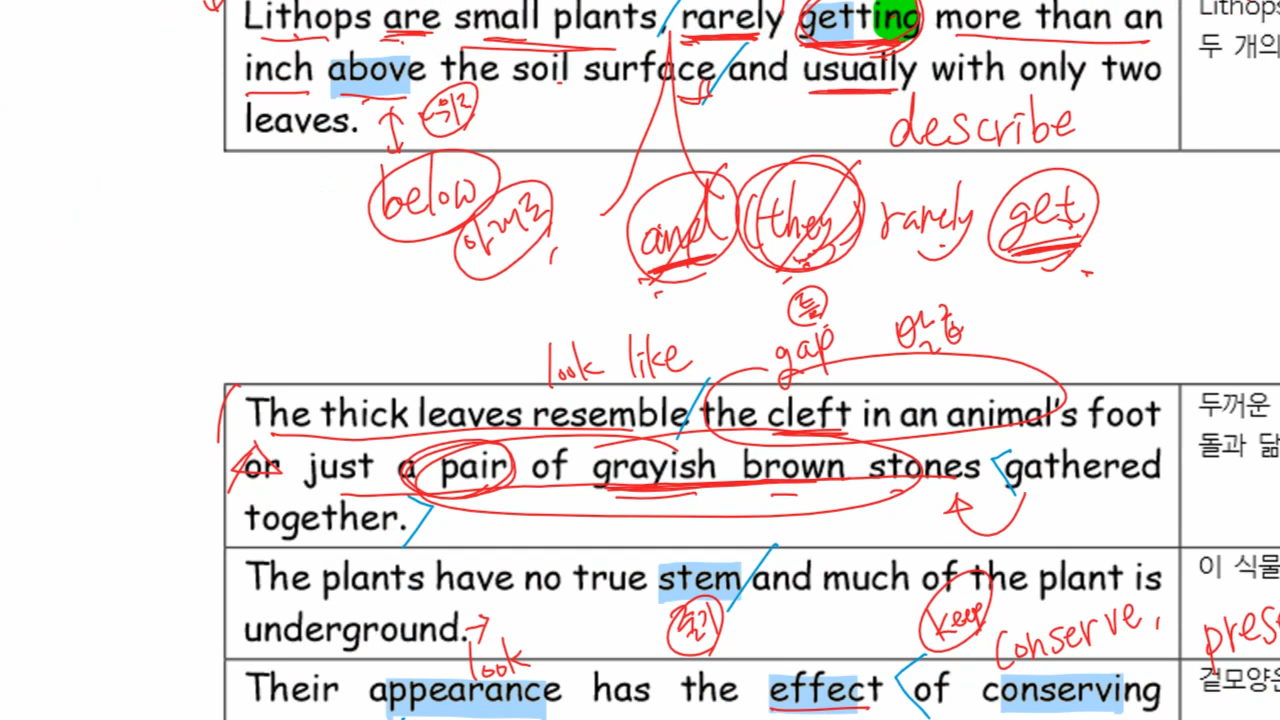 Lithops are small plants, rarely getting more than an
inch above the soil surface and usually with only two
leaves.
Lithops
두 개의
위로
describe
below
아래로
and (they) rarely get
틈
gap
look like
The thick leaves resemble the cleft in an animal's foot
or just a pair of grayish brown stones gathered
together.
두꺼운
돌과 닮
The plants have no true stem and much of the plant is
underground.
이 식물
줄기
keep
conserve,
look
Their appearance has the effect of conserving
겉모양은